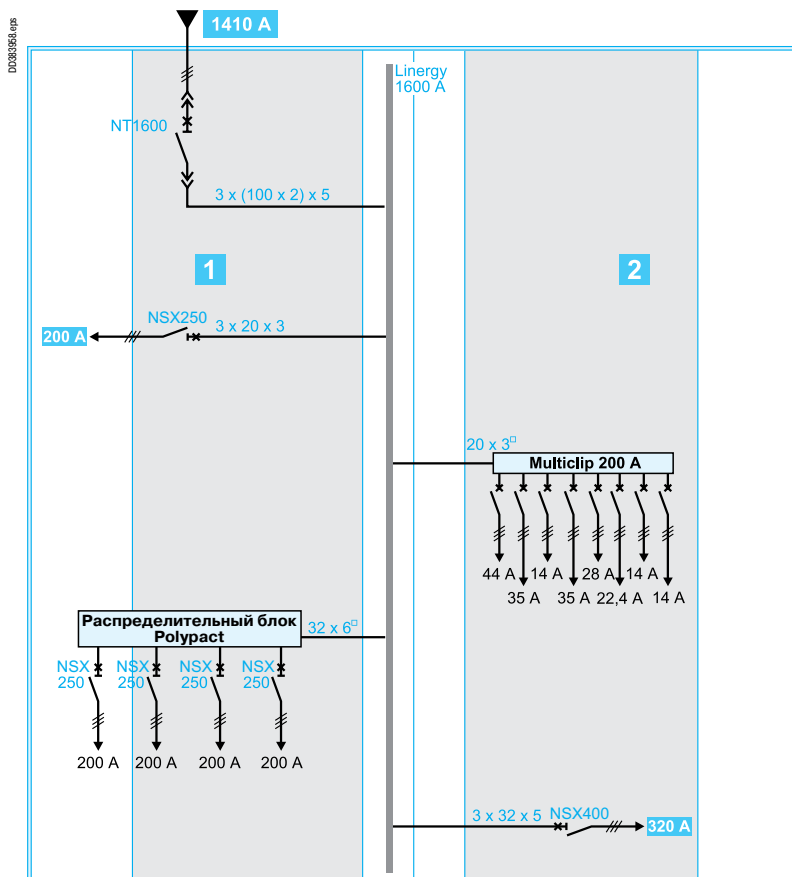 DD383958.eps
1410 A
Linergy
1600 A
NT1600
3 x (100 x 2) x 5
1
2
NSX250
200 A
3 x 20 x 3
20 x 3□
Multiclip 200 A
44 A 14 A 28 A 14 A
35 A 35 A 22,4 A 14 A
Распределительный блок
Polypact
32 x 6□
NSX NSX NSX NSX
250 250 250 250
200 A 200 A 200 A 200 A
3 x 32 x 5
NSX400
320 A